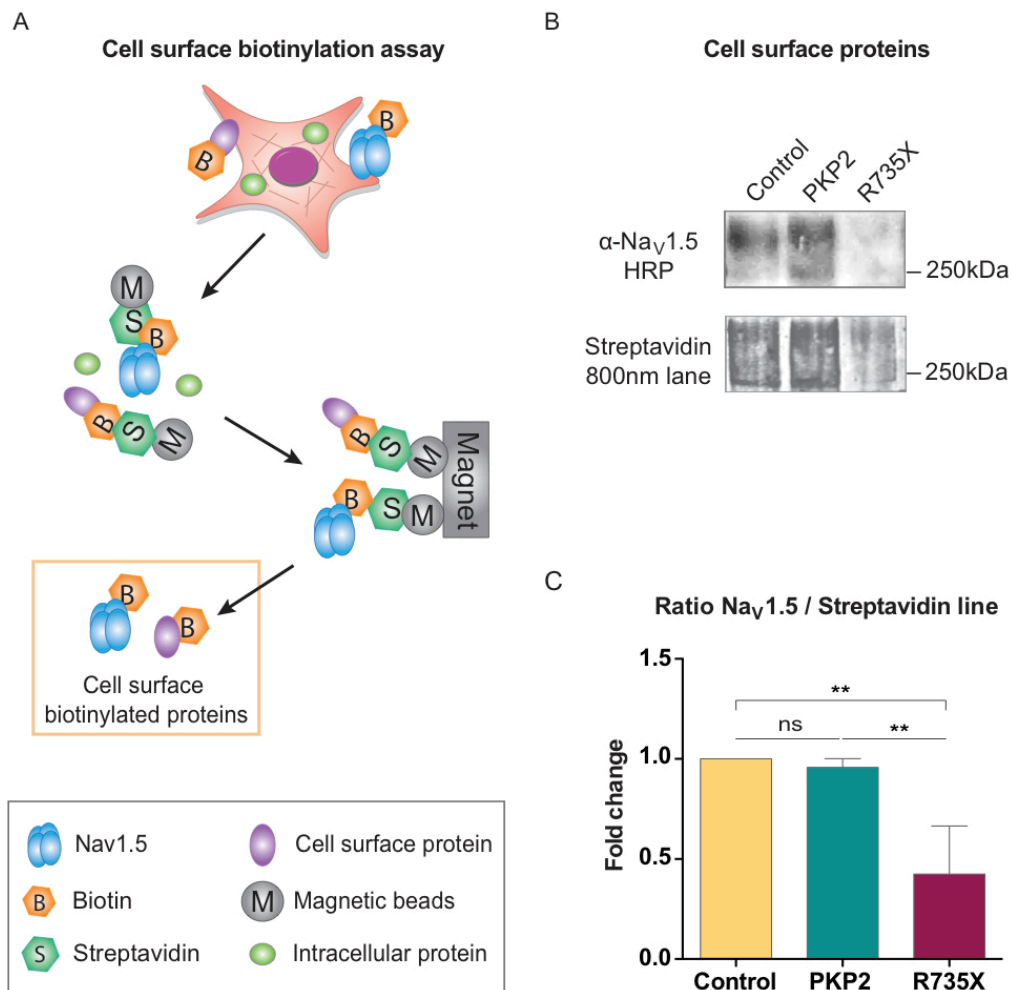 A
Cell surface biotinylation assay
B
B
M
S
B
B
S
M
B
S
M
B
S
M
Magnet
B
B
Cell surface
biotinylated proteins
Nav1.5
Cell surface protein
B
Biotin
M
Magnetic beads
S
Streptavidin
Intracellular protein
B
Cell surface proteins
Control
PKP2
R735X
α-NaV1.5
HRP
250kDa
Streptavidin
800nm lane
250kDa
C
Ratio NaV1.5 / Streptavidin line
1.5
**
ns
**
1.0
Fold change
0.5
0.0
Control
PKP2
R735X